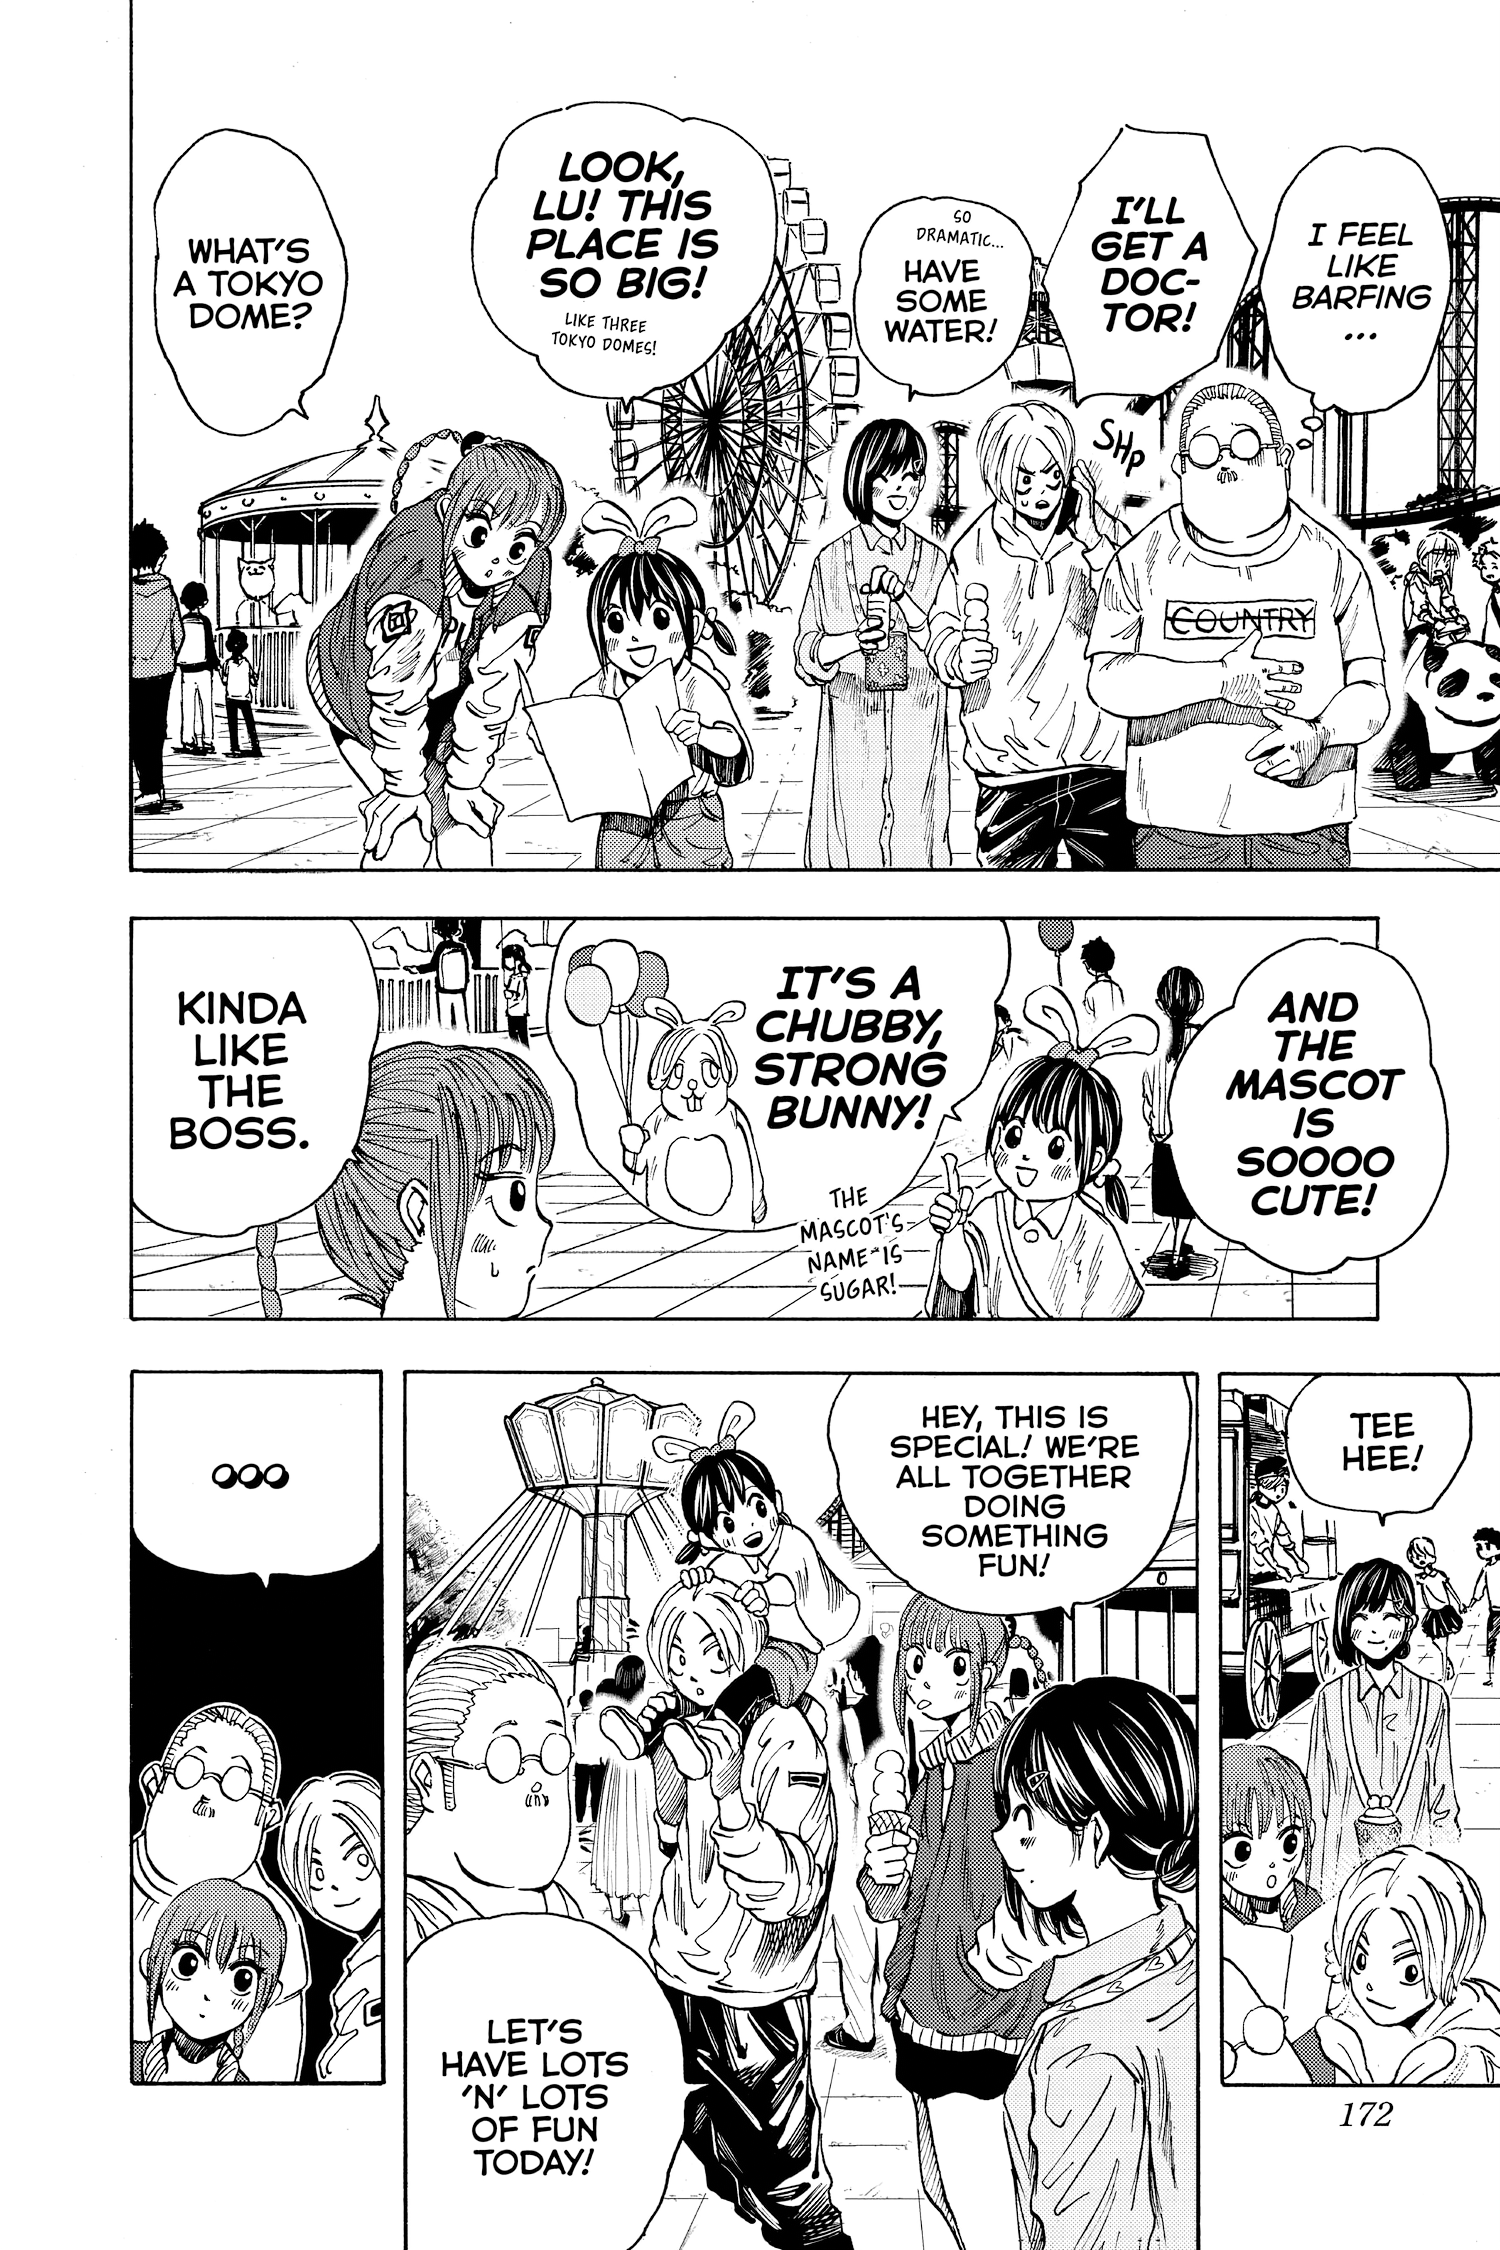 I FEEL
LIKE
BARFING
...
I'LL
GET A
DOC-
TOR!
SHP
SO
DRAMATIC...
HAVE
SOME
WATER!
COUNTRY
LOOK,
LU! THIS
PLACE IS
SO BIG!
LIKE THREE
TOKYO DOMES!
WHAT'S
A TOKYO
DOME?
AND
THE
MASCOT
IS
SOOOO
CUTE!
IT'S A
CHUBBY,
STRONG
BUNNY!
THE
MASCOT'S
NAME IS
SUGAR!
KINDA
LIKE
THE
BOSS.
TEE
HEE!
HEY, THIS IS
SPECIAL! WE'RE
ALL TOGETHER
DOING
SOMETHING
FUN!
LET'S
HAVE LOTS
'N' LOTS
OF FUN
TODAY!
...
172